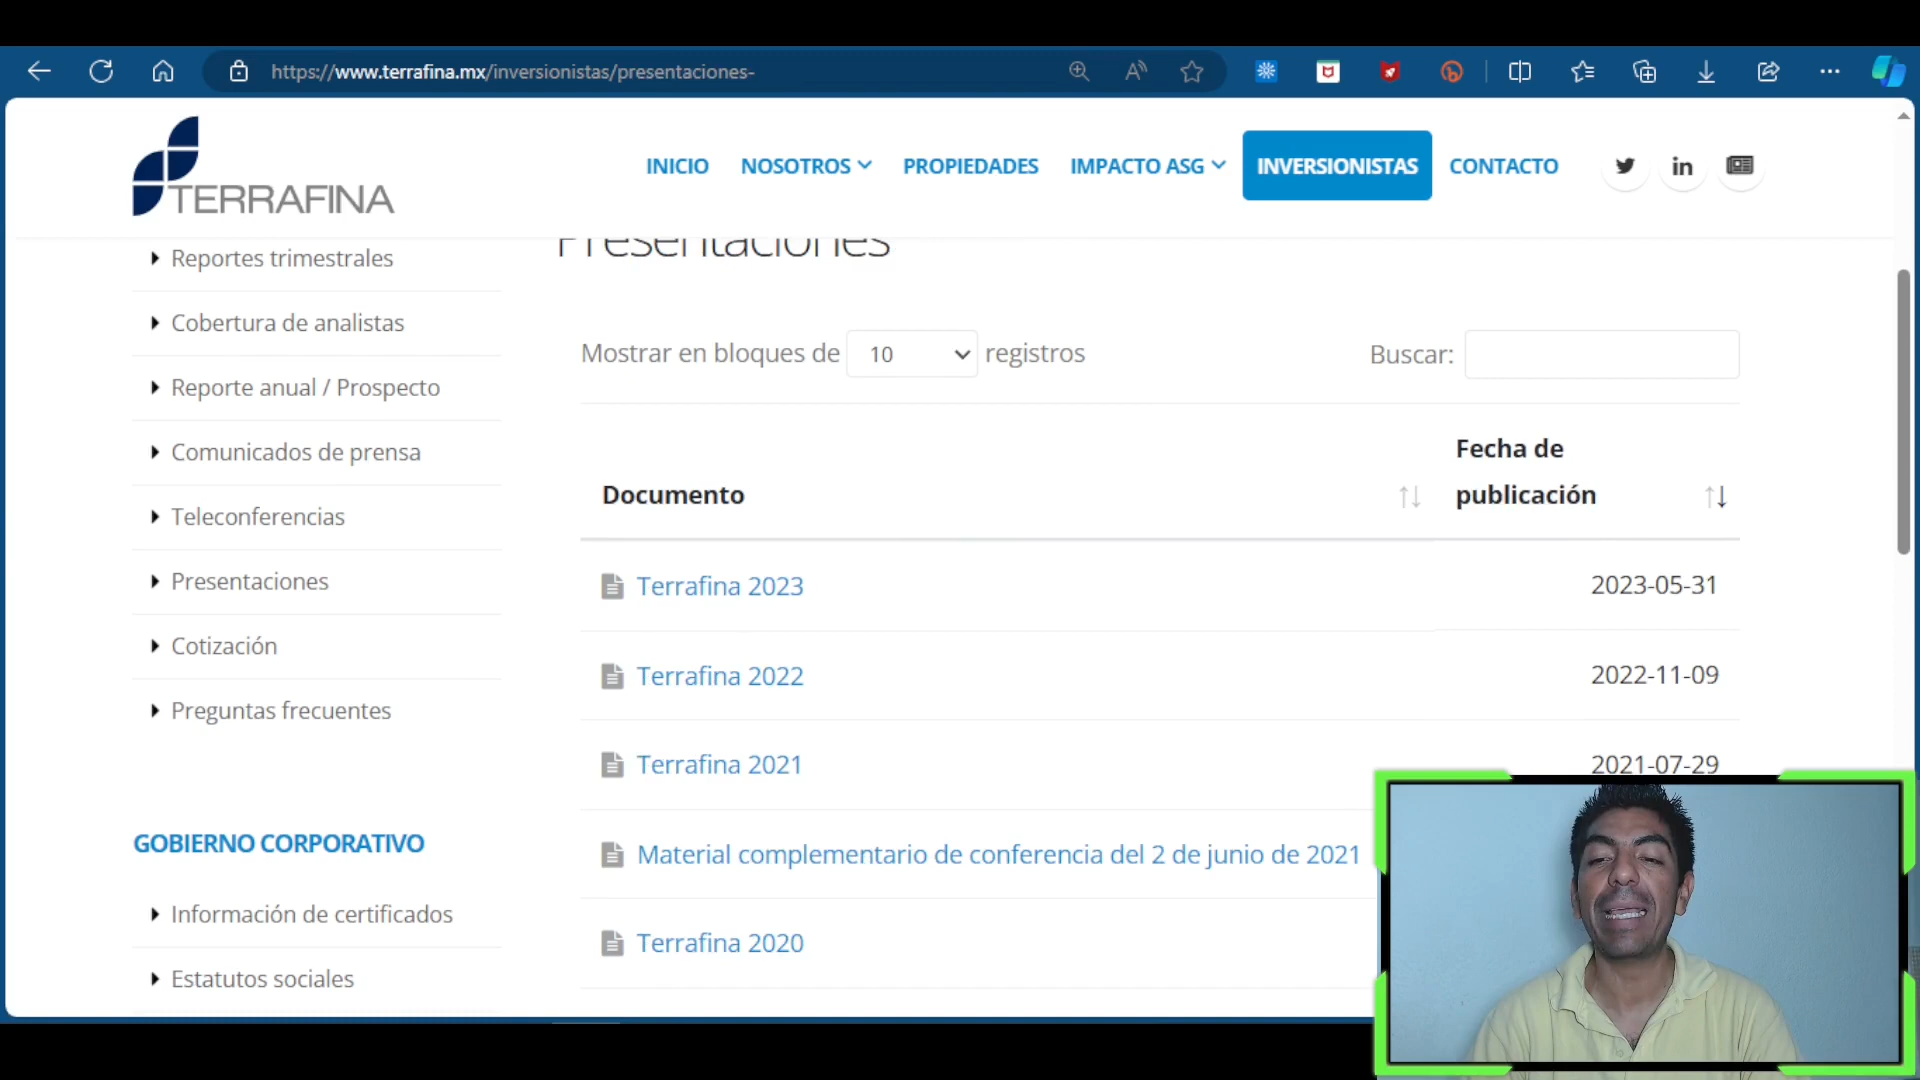 https://www.terrafina.mx/inversionistas/presentaciones-
TERRAFINA
INICIO NOSOTROS PROPIEDADES IMPACTO ASG INVERSIONISTAS CONTACTO
Reportes trimestrales
Cobertura de analistas
Reporte anual / Prospecto
Comunicados de prensa
Teleconferencias
Presentaciones
Cotización
Preguntas frecuentes
GOBIERNO CORPORATIVO
Información de certificados
Estatutos sociales
Presentaciones
Mostrar en bloques de 10 registros
Buscar:
Documento
Fecha de
publicación
Terrafina 2023 2023-05-31
Terrafina 2022 2022-11-09
Terrafina 2021 2021-07-29
Material complementario de conferencia del 2 de junio de 2021
Terrafina 2020